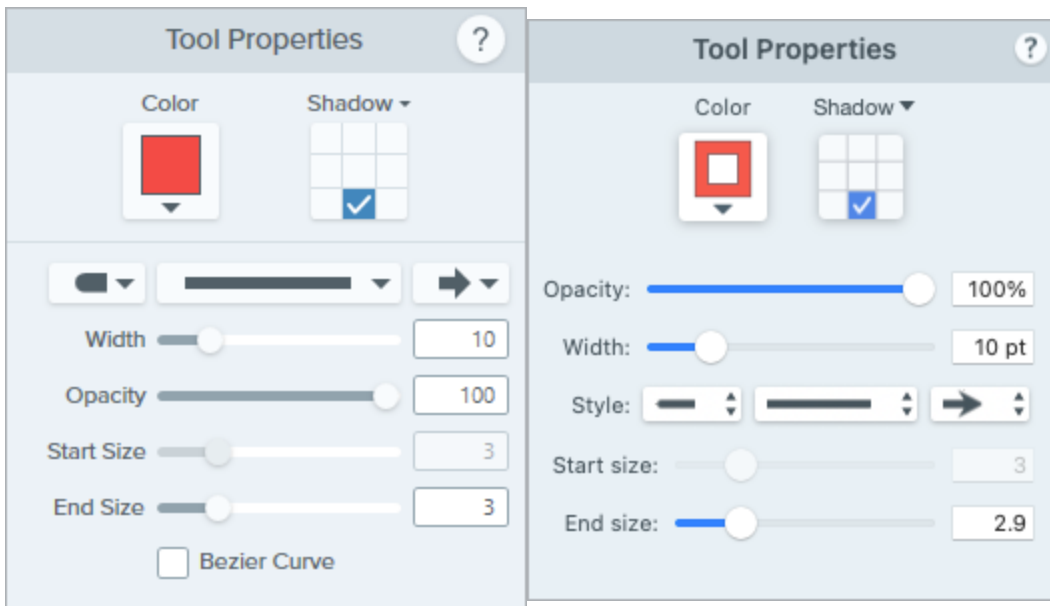 Tool Properties ?
Color Shadow
Width 10
Opacity 100
Start Size 3
End Size 3
Bezier Curve
Tool Properties ?
Color Shadow
Opacity: 100%
Width: 10 pt
Style:
Start size: 3
End size: 2.9